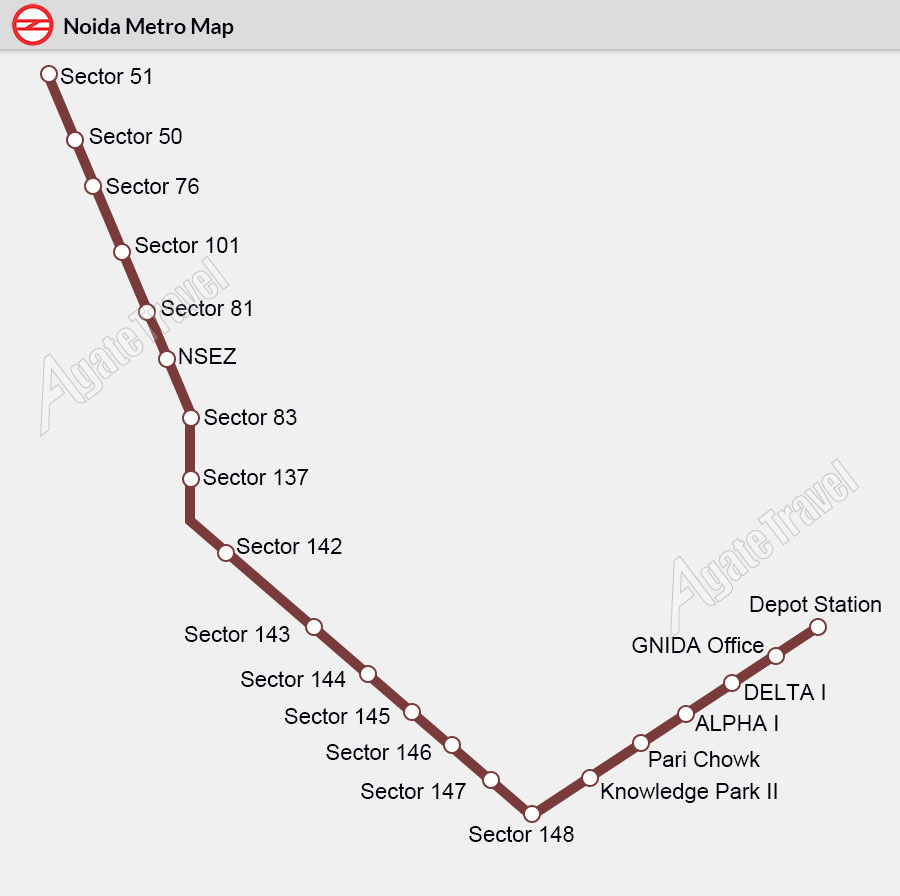 Noida Metro Map
Sector 51
Sector 50
Sector 76
Sector 101
Sector 81
NSEZ
Sector 83
Sector 137
Sector 142
Sector 143
Sector 144
Sector 145
Sector 146
Sector 147
Sector 148
Knowledge Park II
Pari Chowk
ALPHA I
DELTA I
GNIDA Office
Depot Station
Agate Travel
Agate Travel